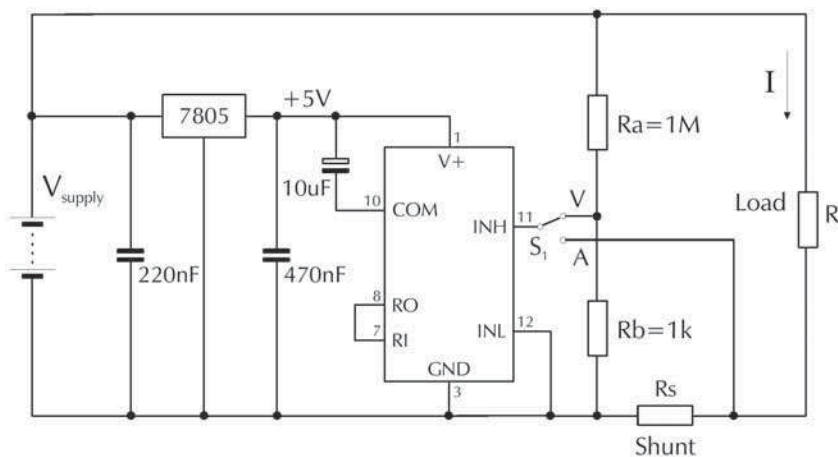 7805
+5V
1
V+
Ra=1M
I
V supply
10uF
10
COM
INH
11
V
S1
A
Load
R
220nF
470nF
8
RO
7
RI
INL
12
Rb=1k
GND
3
Rs
Shunt